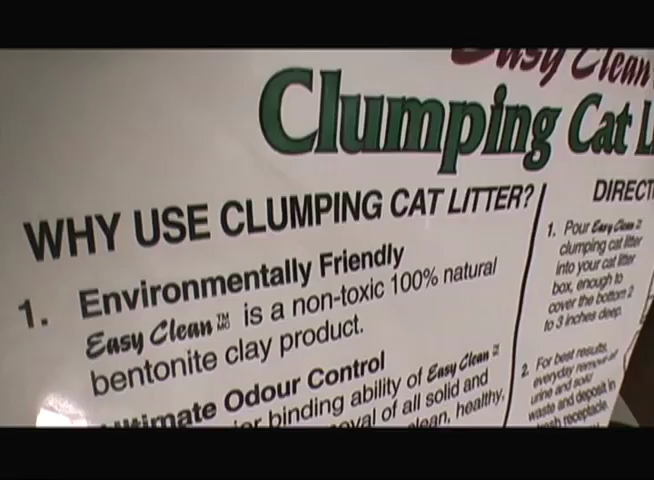 Easy Clean
Clumping Cat
WHY USE CLUMPING CAT LITTER?
1. Environmentally Friendly
Easy Clean™ is a non-toxic 100% natural
bentonite clay product.
Ultimate Odour Control
binding ability of Easy Clean
of all solid and
clean, healthy,
1. Pour Easy Clean
clumping cat litter
into your cat litter
box, enough to
cover the bottom 2
to 3 inches deep.
2. For best results,
everyday remove all
urine and solid
waste and deposit in
receptacle.